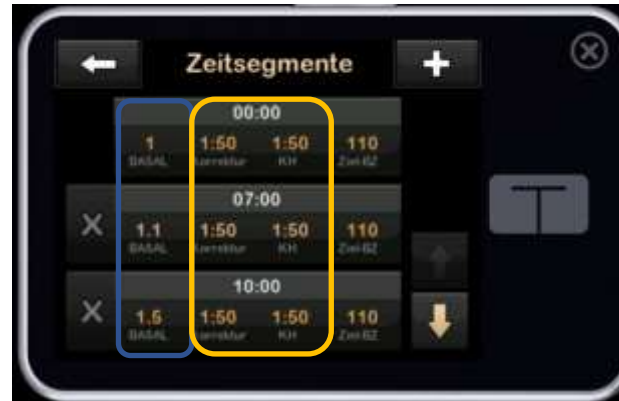 Zeitsegmente
00:00
1 1:50 1:50 110
BASAL Korrektur KH Ziel-BZ
07:00
1.1 1:50 1:50 110
BASAL Korrektur KH Ziel-BZ
10:00
1.5 1:50 1:50 110
BASAL Korrektur KH Ziel-BZ